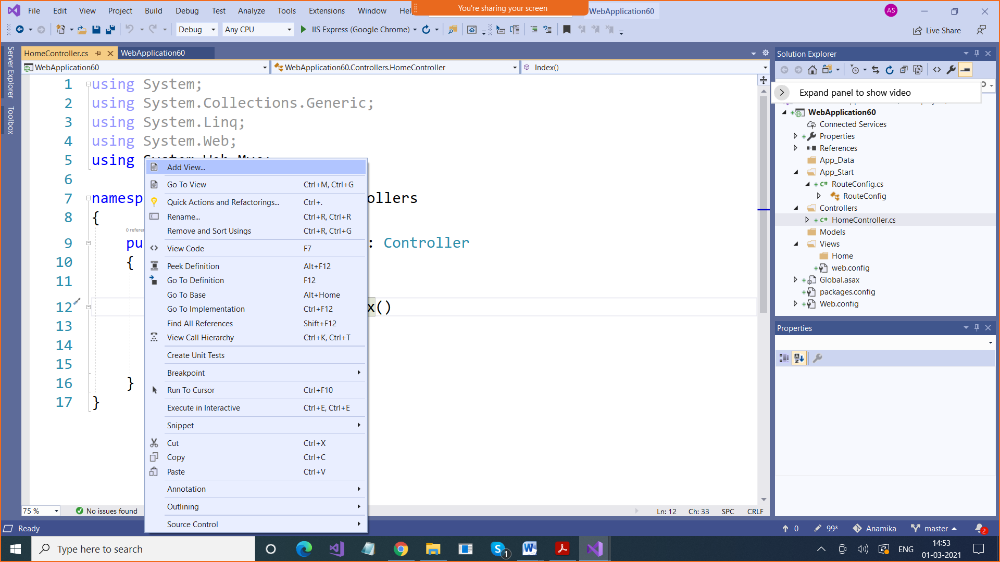 File Edit View Project Build Debug Test Analyze Tools Extensions Window Hel
You're sharing your screen
WebApplication60
AS
Debug Any CPU IIS Express (Google Chrome)
Live Share
Server Explorer
Toolbox
HomeController.cs WebApplication60
WebApplication60 WebApplication60.Controllers.HomeController Index()
1 using System;
2 using System.Collections.Generic;
3 using System.Linq;
4 using System.Web;
5 using System.Web.Mvc;
6
7 namesp ollers
8 {
0 referen
9 pu : Controller
10 {
11
12 x()
13
14
15
16 }
17 }
Add View...
Go To View Ctrl+M, Ctrl+G
Quick Actions and Refactorings... Ctrl+.
Rename... Ctrl+R, Ctrl+R
Remove and Sort Usings Ctrl+R, Ctrl+G
View Code F7
Peek Definition Alt+F12
Go To Definition F12
Go To Base Alt+Home
Go To Implementation Ctrl+F12
Find All References Shift+F12
View Call Hierarchy Ctrl+K, Ctrl+T
Create Unit Tests
Breakpoint
Run To Cursor Ctrl+F10
Execute in Interactive Ctrl+E, Ctrl+E
Snippet
Cut Ctrl+X
Copy Ctrl+C
Paste Ctrl+V
Annotation
Outlining
Source Control
Solution Explorer
Expand panel to show video
WebApplication60
Connected Services
Properties
References
App_Data
App_Start
RouteConfig.cs
RouteConfig
Controllers
HomeController.cs
Models
Views
Home
web.config
Global.asax
packages.config
Web.config
Properties
75 % No issues found Ln: 12 Ch: 33 SPC CRLF
Ready 0 99* Anamika master 2
Type here to search
1
ENG
14:53
01-03-2021